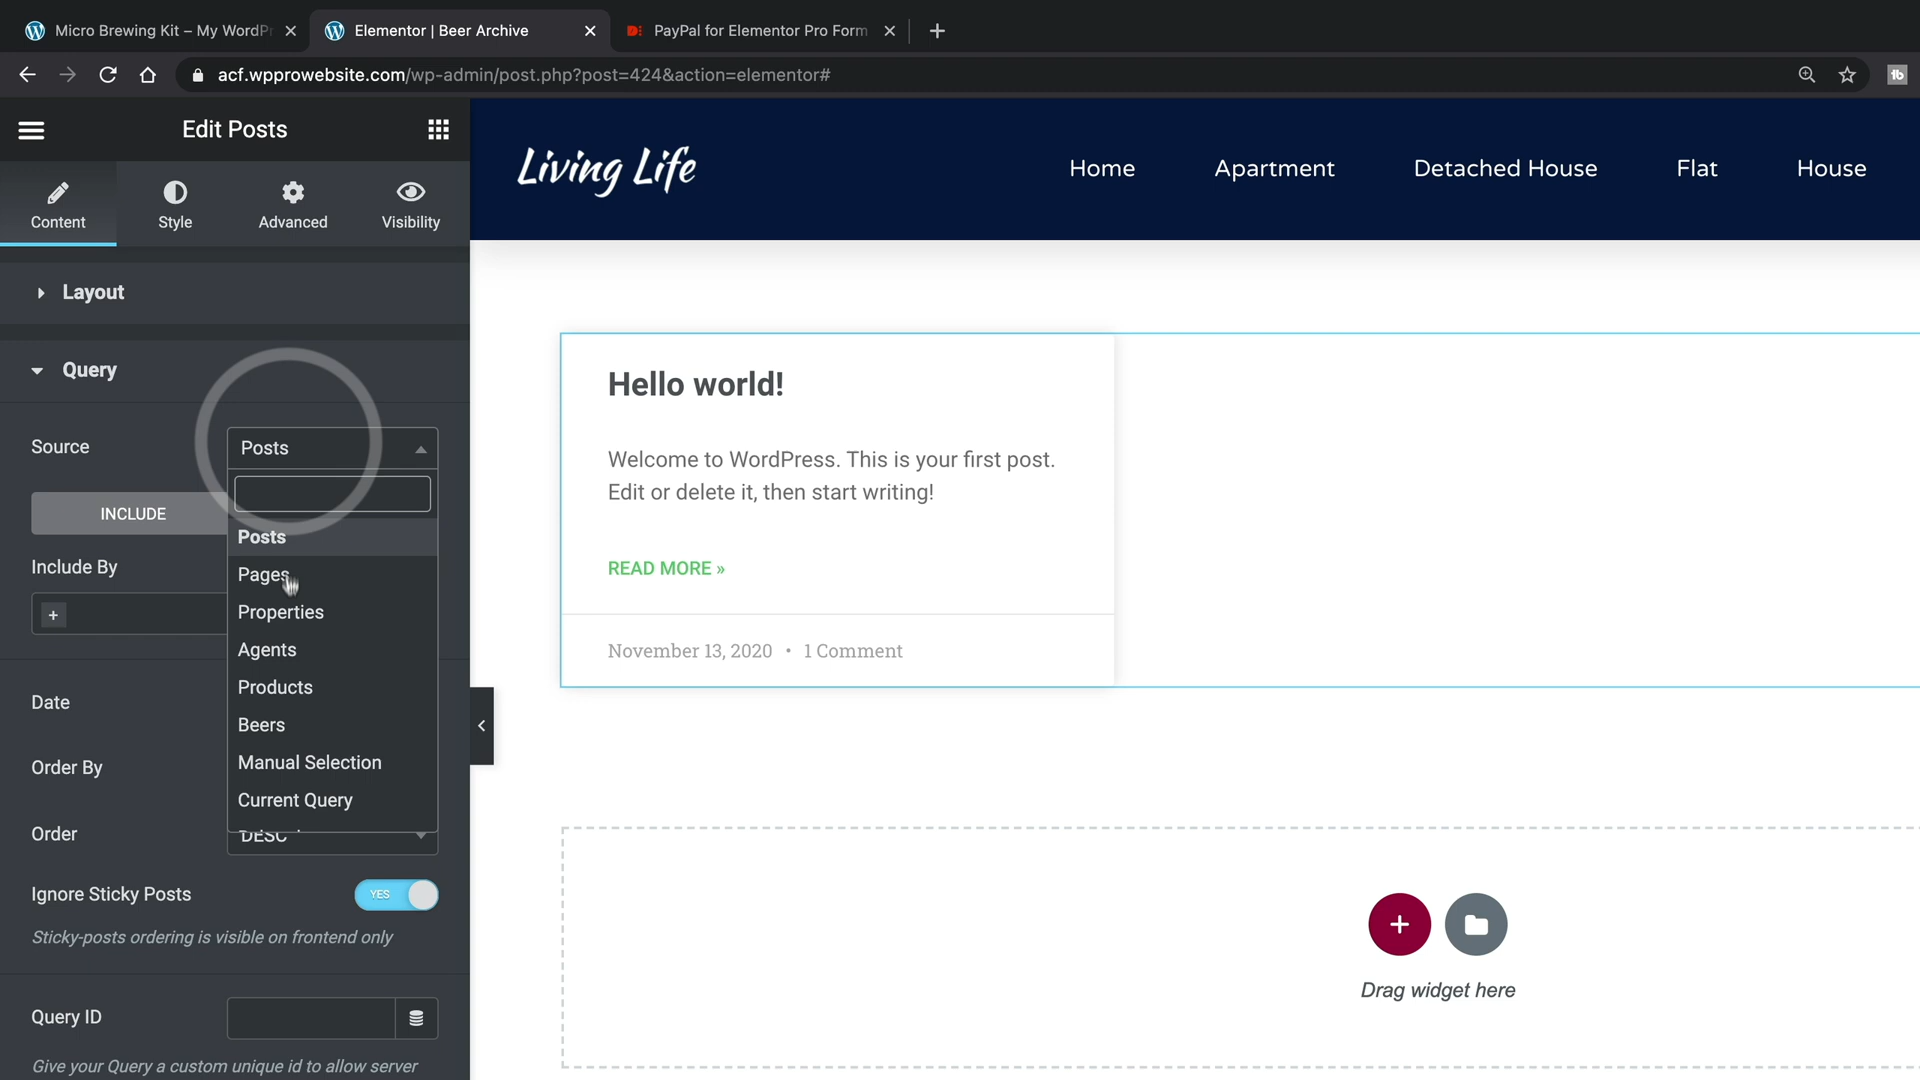 Micro Brewing Kit – My WordPr
Elementor | Beer Archive
PayPal for Elementor Pro Form
acf.wpprowebsite.com/wp-admin/post.php?post=424&action=elementor#
tb
Edit Posts
Content
Style
Advanced
Visibility
Living Life
Home
Apartment
Detached House
Flat
House
Layout
Query
Source
Posts
INCLUDE
Posts
Include By
Pages
Properties
Agents
Products
Date
Beers
Order By
Manual Selection
Current Query
Order
DESC
Ignore Sticky Posts
YES
Sticky-posts ordering is visible on frontend only
Query ID
Give your Query a custom unique id to allow server
Hello world!
Welcome to WordPress. This is your first post.
Edit or delete it, then start writing!
READ MORE »
November 13, 2020 • 1 Comment
Drag widget here